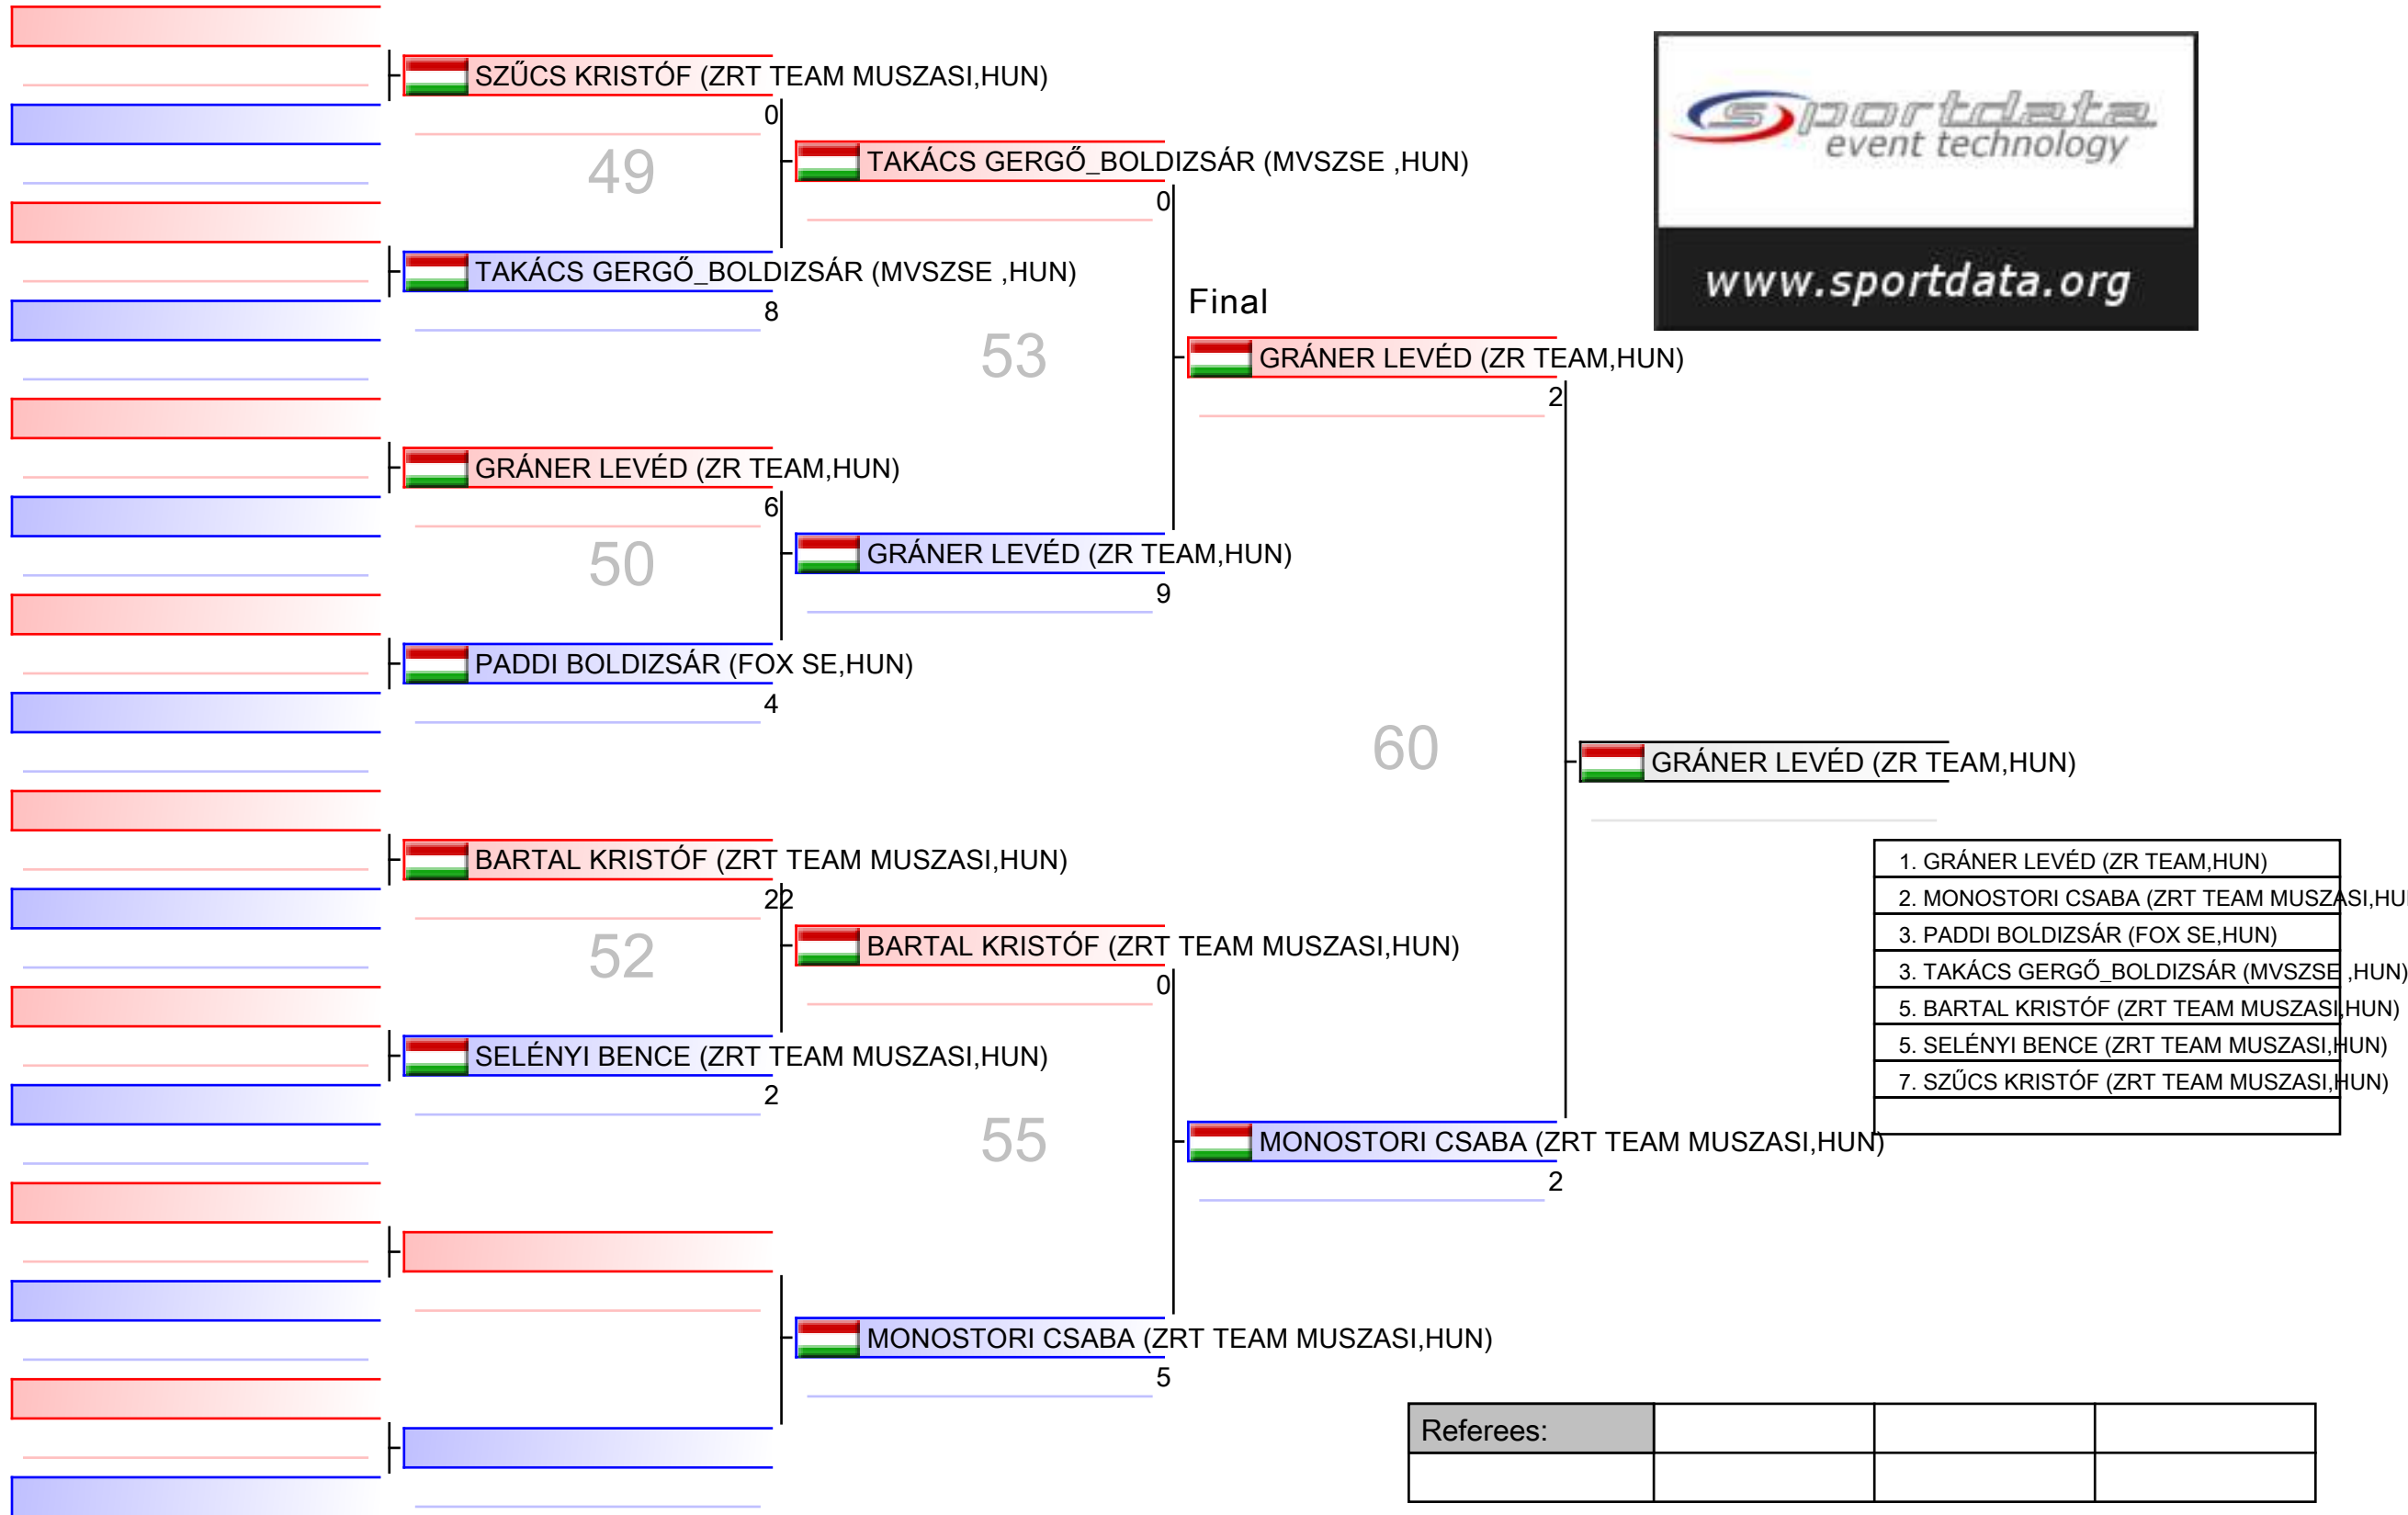 SZŰCS KRISTÓF (ZRT TEAM MUSZASI,HUN)
0
49
TAKÁCS GERGŐ_BOLDIZSÁR (MVSZSE ,HUN)
8
GRÁNER LEVÉD (ZR TEAM,HUN)
6
50
PADDI BOLDIZSÁR (FOX SE,HUN)
4
BARTAL KRISTÓF (ZRT TEAM MUSZASI,HUN)
22
52
SELÉNYI BENCE (ZRT TEAM MUSZASI,HUN)
2
TAKÁCS GERGŐ_BOLDIZSÁR (MVSZSE ,HUN)
0
53
GRÁNER LEVÉD (ZR TEAM,HUN)
9
BARTAL KRISTÓF (ZRT TEAM MUSZASI,HUN)
0
55
MONOSTORI CSABA (ZRT TEAM MUSZASI,HUN)
5
Final
GRÁNER LEVÉD (ZR TEAM,HUN)
2
60
MONOSTORI CSABA (ZRT TEAM MUSZASI,HUN)
2
GRÁNER LEVÉD (ZR TEAM,HUN)
sportdata
event technology
www.sportdata.org
1. GRÁNER LEVÉD (ZR TEAM,HUN)
2. MONOSTORI CSABA (ZRT TEAM MUSZASI,HU
3. PADDI BOLDIZSÁR (FOX SE,HUN)
3. TAKÁCS GERGŐ_BOLDIZSÁR (MVSZSE ,HUN)
5. BARTAL KRISTÓF (ZRT TEAM MUSZASI,HUN)
5. SELÉNYI BENCE (ZRT TEAM MUSZASI,HUN)
7. SZŰCS KRISTÓF (ZRT TEAM MUSZASI,HUN)
Referees: